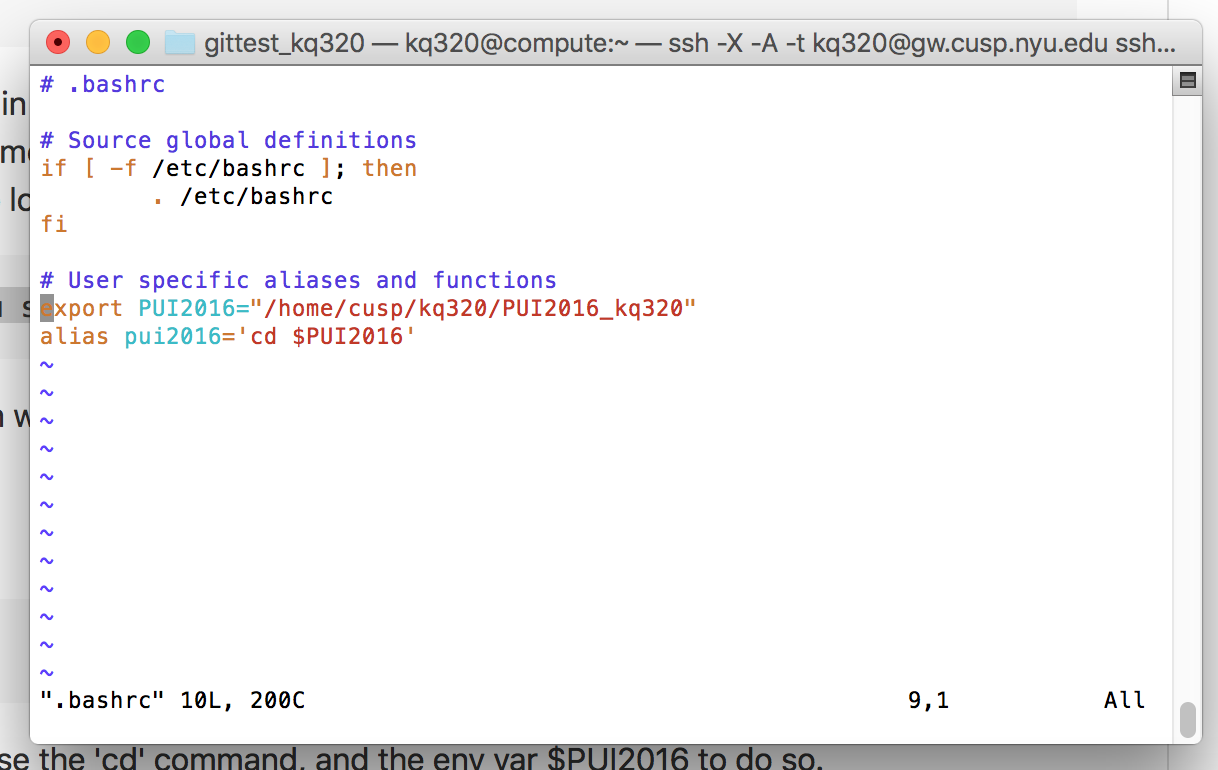 gittest_kq320 — kq320@compute:~ — ssh -X -A -t kq320@gw.cusp.nyu.edu ssh...
in
# .bashrc
# Source global definitions
if [ -f /etc/bashrc ]; then
. /etc/bashrc
fi
# User specific aliases and functions
export PUI2016="/home/cusp/kq320/PUI2016_kq320"
alias pui2016='cd $PUI2016'
~
~
~
~
~
~
~
~
~
~
~
~
".bashrc" 10L, 200C 9,1 All
the 'cd' command, and the env var $PUI2016 to do so.